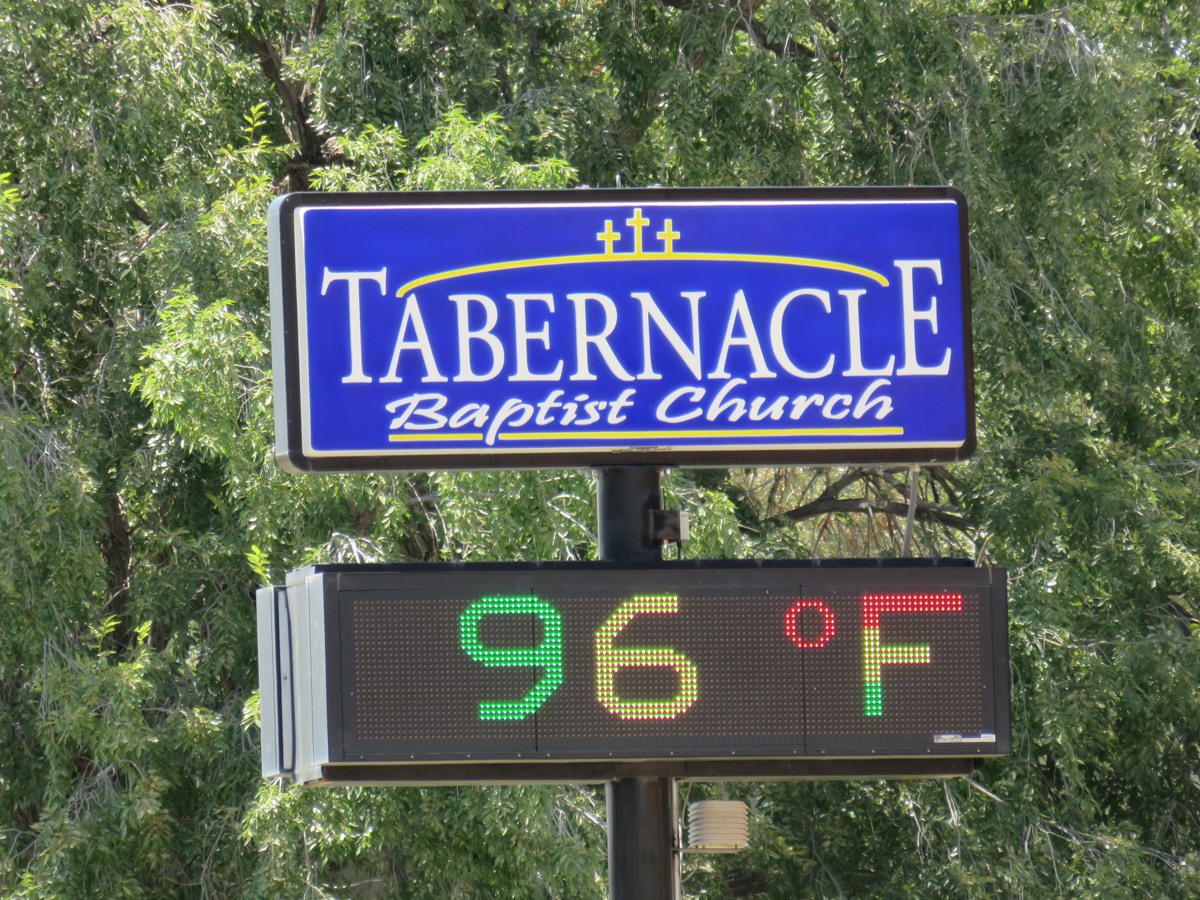 TABERNACLE
Baptist Church
96 °F